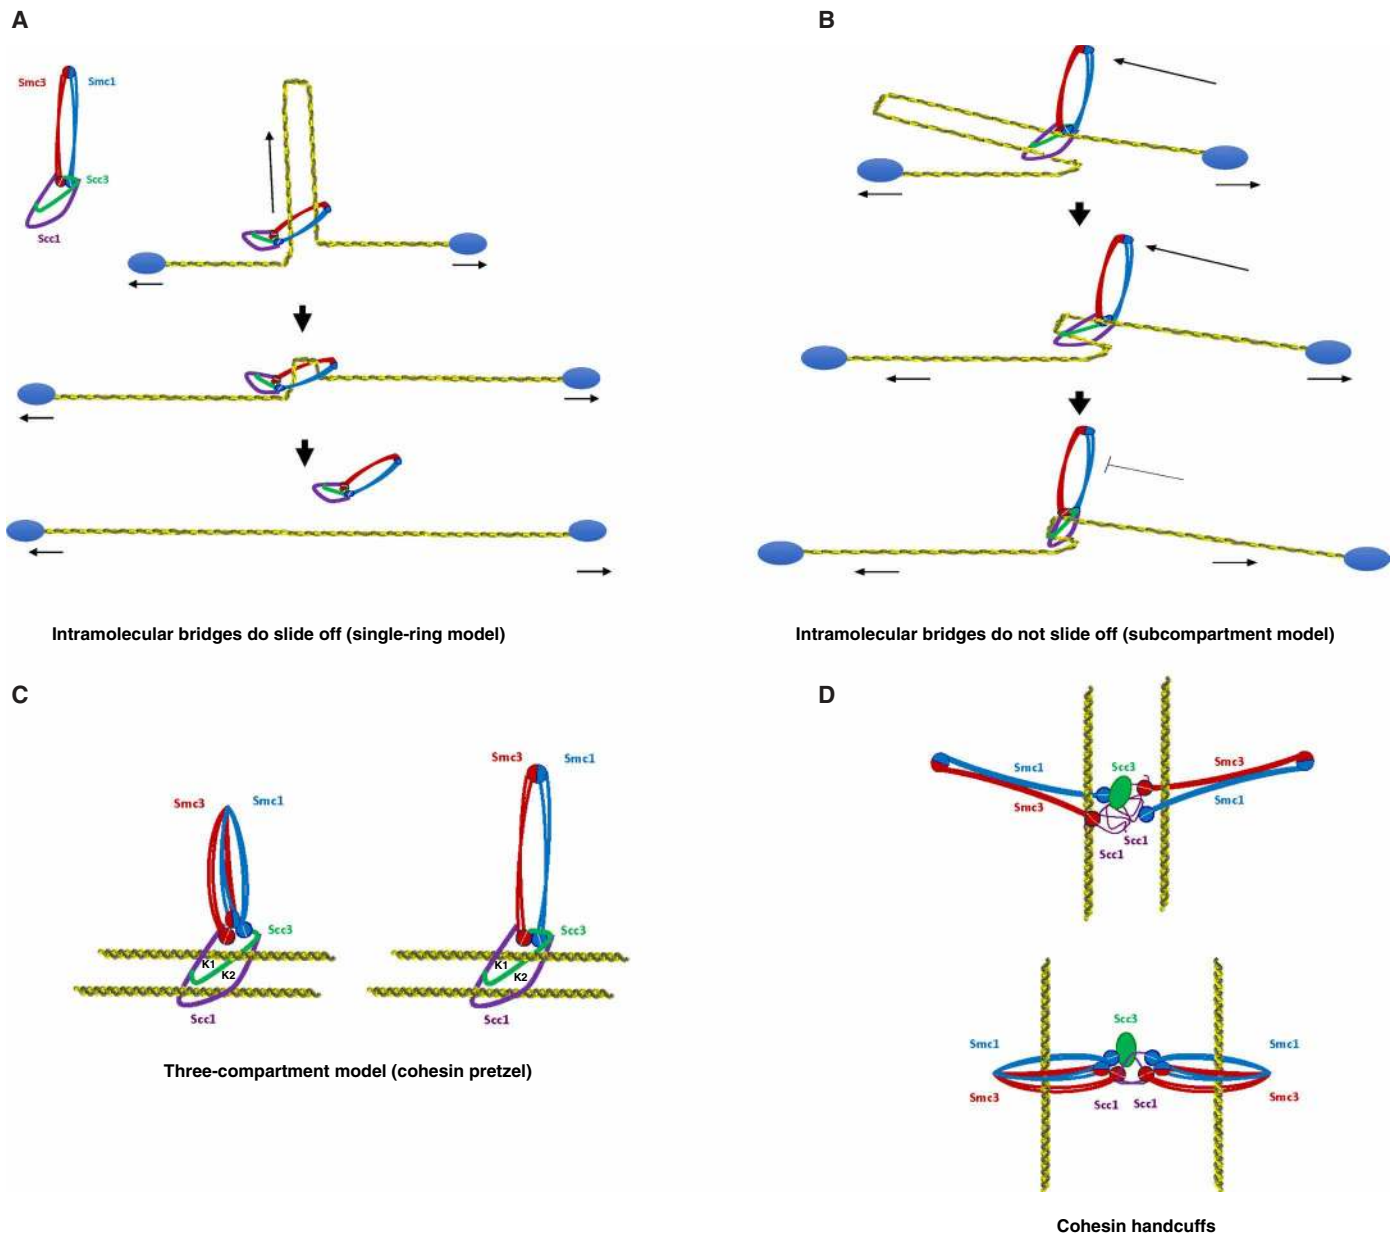 A
B
Smc3
Smc1
Scc3
Scc1
Intramolecular bridges do slide off (single-ring model)
Intramolecular bridges do not slide off (subcompartment model)
C
D
Smc3
Smc1
Smc3
Smc1
Scc3
K1
K2
Scc1
Scc3
K1
K2
Scc1
Three-compartment model (cohesin pretzel)
Smc1
Scc3
Smc3
Smc3
Smc1
Scc1
Scc1
Scc3
Smc1
Smc1
Smc3
Scc1
Scc1
Smc3
Cohesin handcuffs